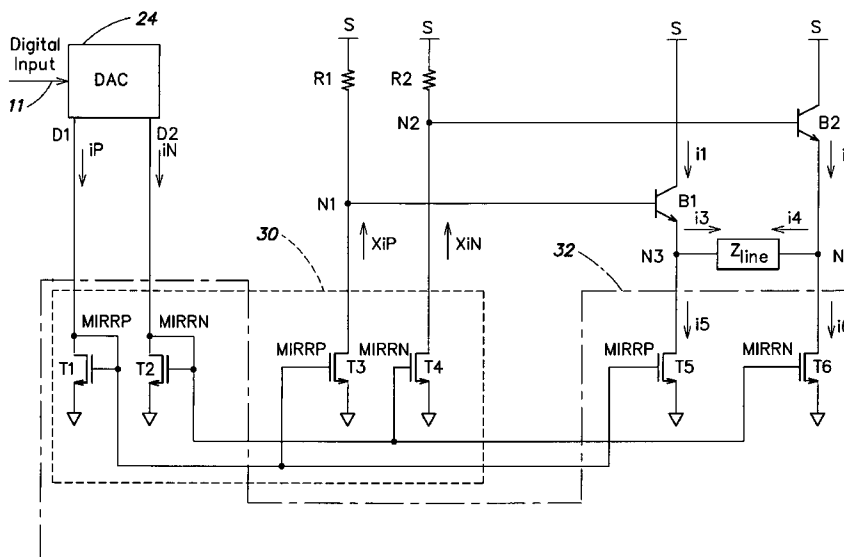 24
S S S S
Digital
Input
DAC
R1 R2
11
N2 B2
D1 D2
iP iN
i1 i
N1 B1
30 XiP XiN
i3 i4
32 N3 Zline N
MIRRP MIRRN
i5 i6
MiRRP MIRRN MIRRP MIRRN
T1 T2 T3 T4 T5 T6